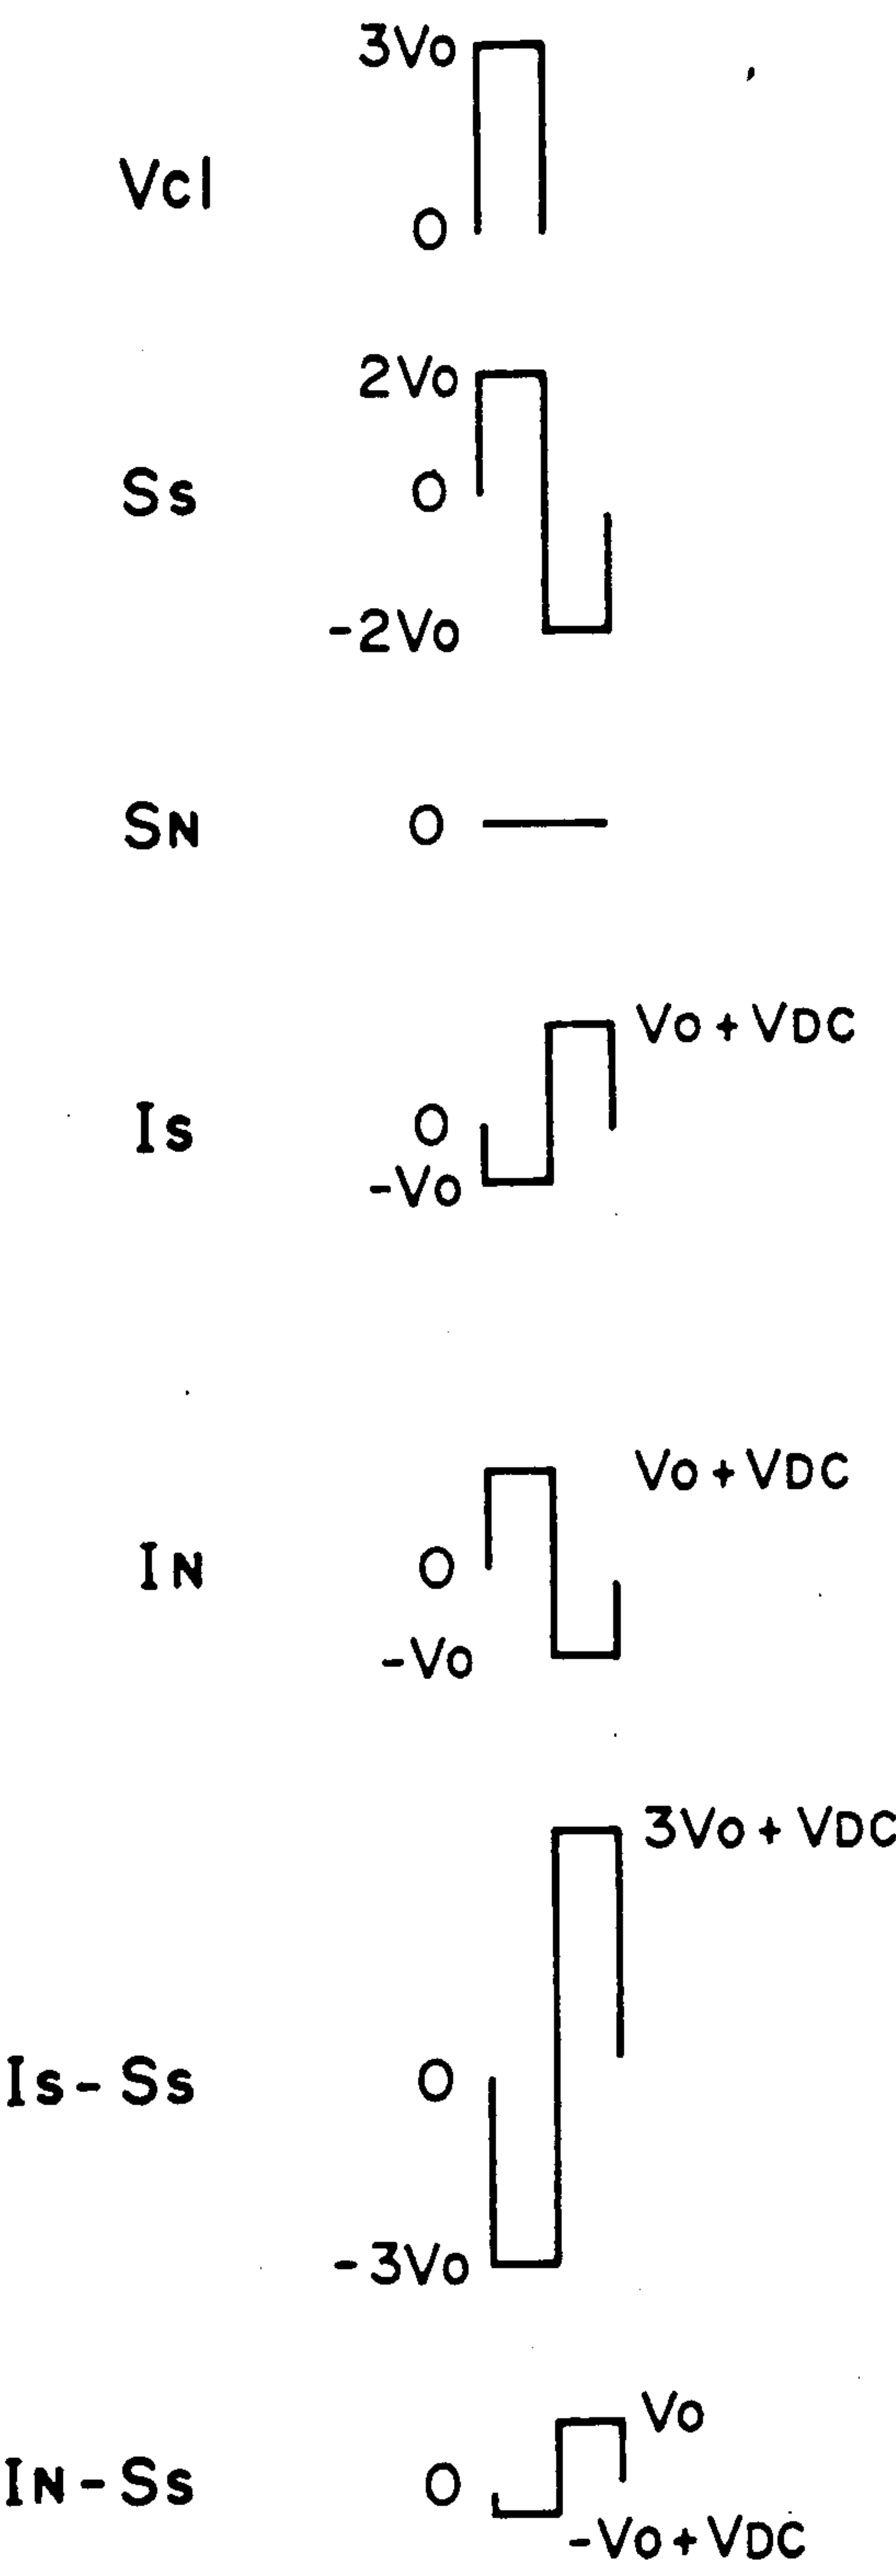 3Vo
Vcl
0
2Vo
Ss
0
-2Vo
SN
0
Vo + VDC
Is
0
-Vo
Vo + VDC
IN
0
-Vo
3Vo + VDC
Is - Ss
0
-3Vo
Vo
IN - Ss
0
-Vo + VDC